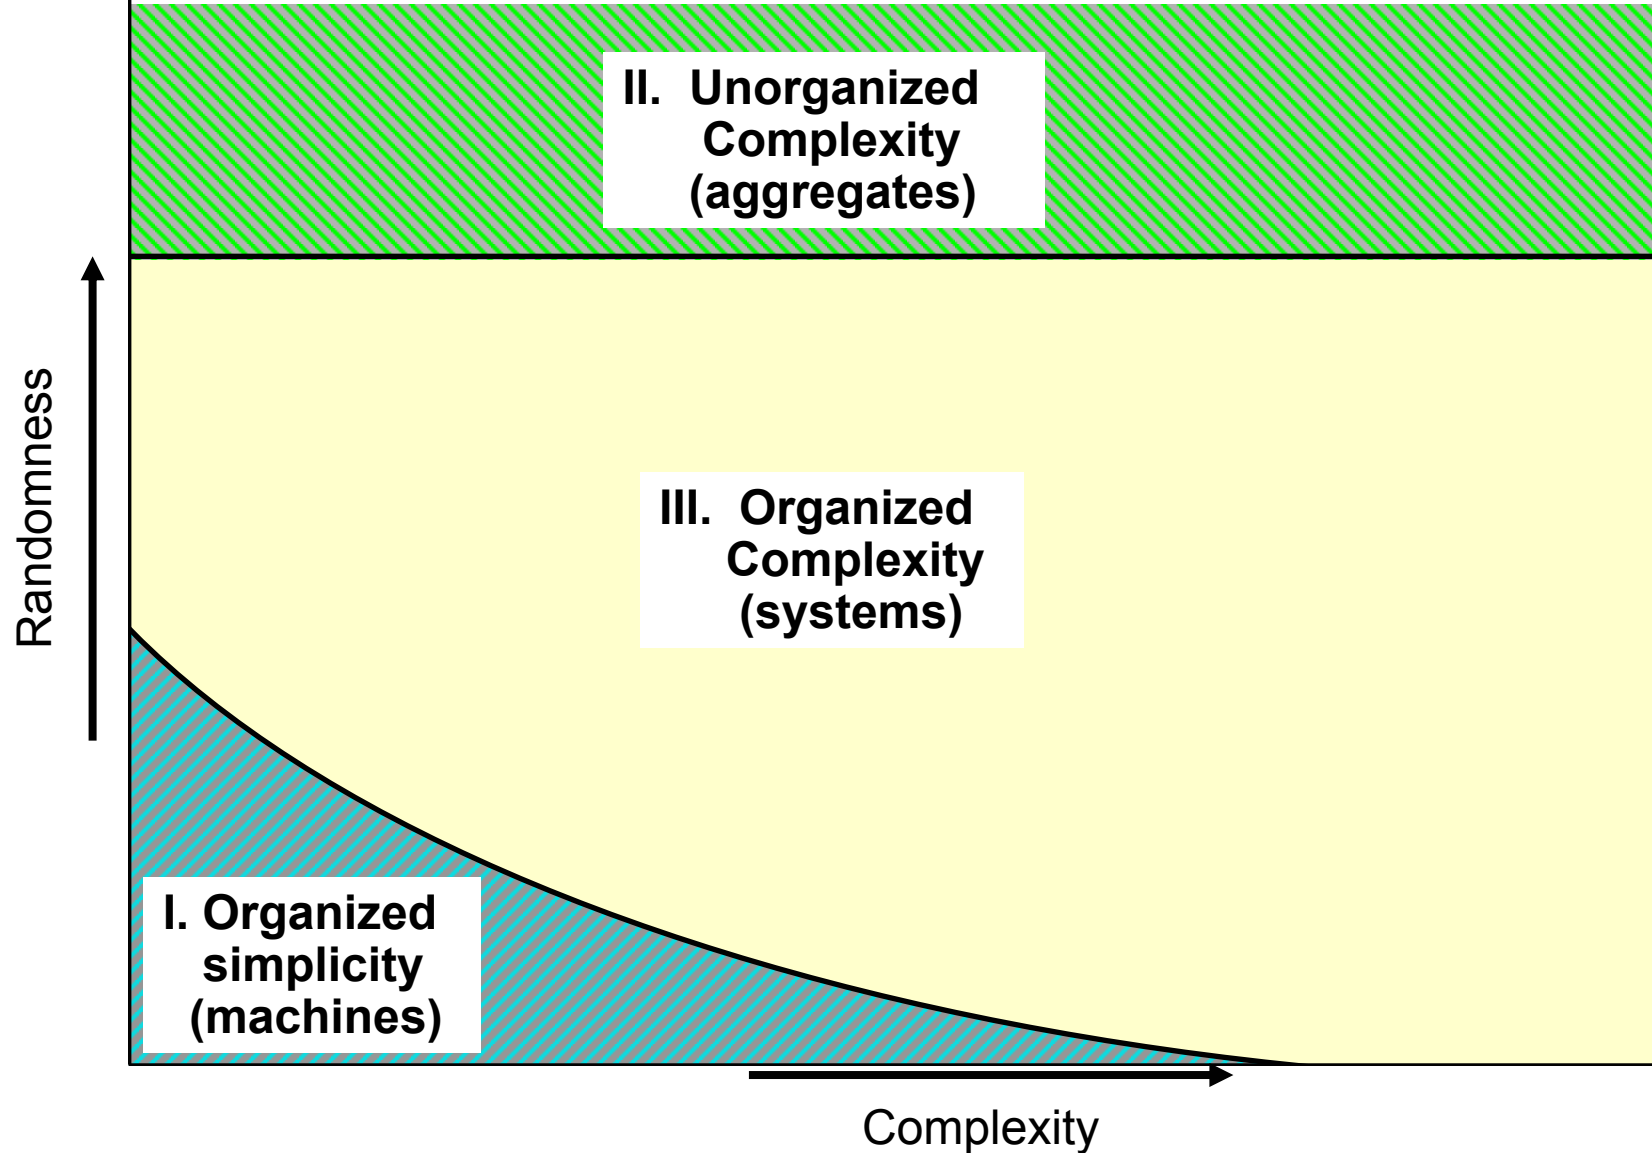 II. Unorganized
Complexity
(aggregates)
Randomness
III. Organized
Complexity
(systems)
I. Organized
simplicity
(machines)
Complexity